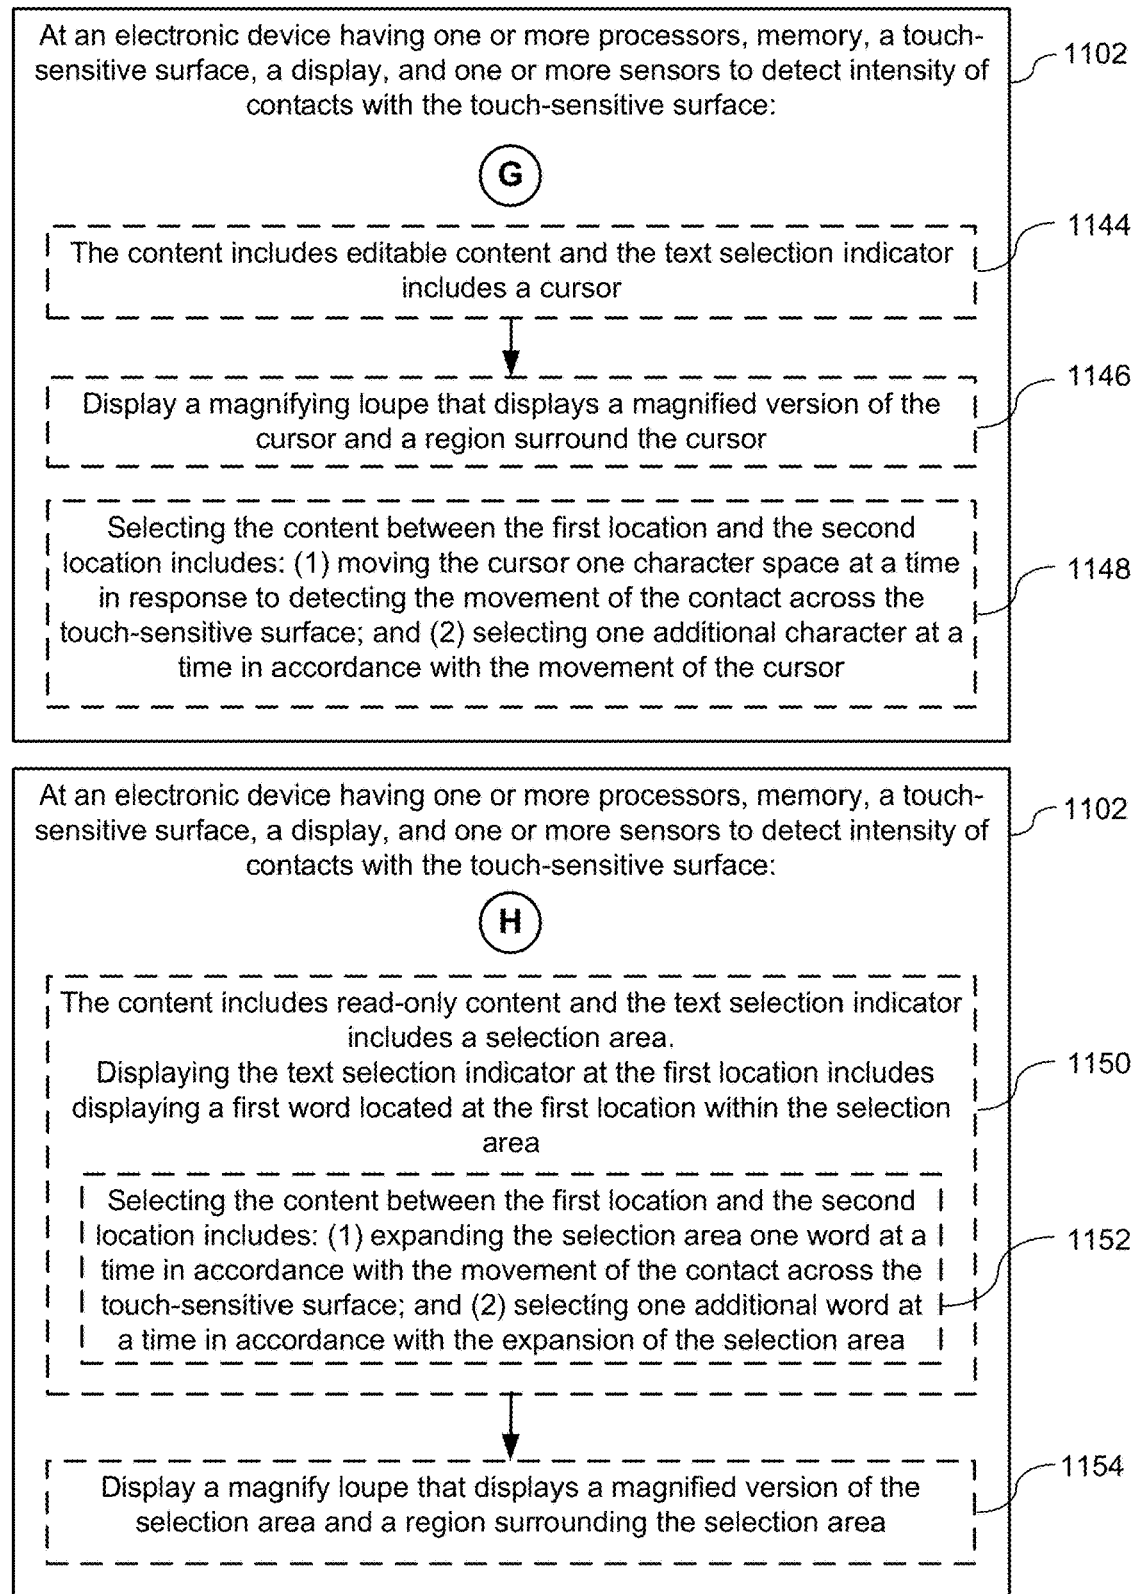 At an electronic device having one or more processors, memory, a touch-
sensitive surface, a display, and one or more sensors to detect intensity of
contacts with the touch-sensitive surface:
1102
G
1144
The content includes editable content and the text selection indicator
includes a cursor
1146
Display a magnifying loupe that displays a magnified version of the
cursor and a region surround the cursor
Selecting the content between the first location and the second
location includes: (1) moving the cursor one character space at a time
in response to detecting the movement of the contact across the
touch-sensitive surface; and (2) selecting one additional character at a
time in accordance with the movement of the cursor
1148
At an electronic device having one or more processors, memory, a touch-
sensitive surface, a display, and one or more sensors to detect intensity of
contacts with the touch-sensitive surface:
1102
H
The content includes read-only content and the text selection indicator
includes a selection area.
Displaying the text selection indicator at the first location includes
displaying a first word located at the first location within the selection
area
1150
Selecting the content between the first location and the second
location includes: (1) expanding the selection area one word at a
time in accordance with the movement of the contact across the
touch-sensitive surface; and (2) selecting one additional word at
a time in accordance with the expansion of the selection area
1152
1154
Display a magnify loupe that displays a magnified version of the
selection area and a region surrounding the selection area